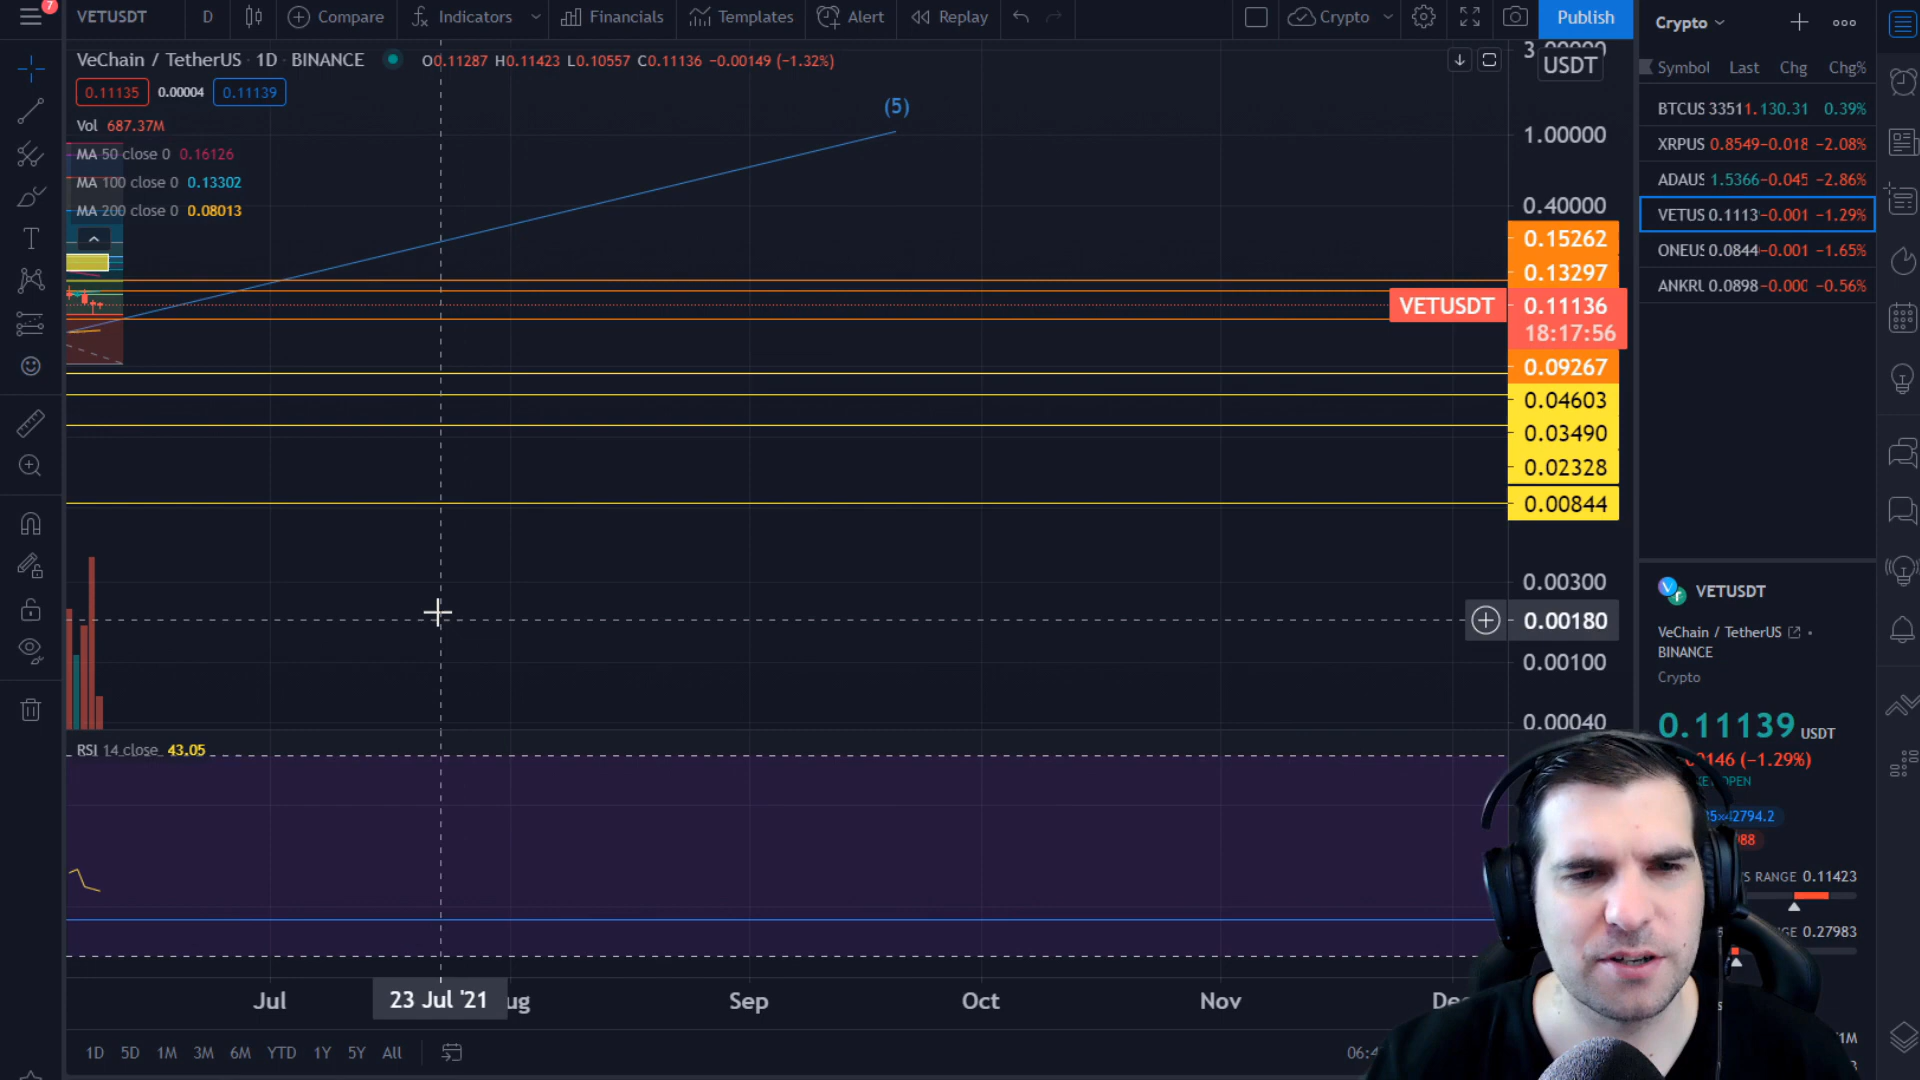 7
VETUSDT
D
Compare
Indicators
Financials
Templates
Alert
Replay
Crypto
Publish
VeChain / TetherUS · 1D · BINANCE
O0.11287 H0.11423 L0.10557 C0.11136 −0.00149 (−1.32%)
0.11135 0.00004 0.11139
Vol 687.37M
MA 50 close 0 0.16126
MA 100 close 0 0.13302
MA 200 close 0 0.08013
(5)
USDT
1.00000
0.40000
0.15262
0.13297
VETUSDT 0.11136
18:17:56
0.09267
0.04603
0.03490
0.02328
0.00844
0.00300
0.00180
0.00100
0.00040
RSI 14 close 43.05
Jul
23 Jul '21
ug
Sep
Oct
Nov
1D 5D 1M 3M 6M YTD 1Y 5Y All
Crypto
Symbol Last Chg Chg%
BTCUS 33511. 130.31 0.39%
XRPUS 0.8549 −0.018 −2.08%
ADAUS 1.5366 −0.045 −2.86%
VETUS 0.1113 −0.001 −1.29%
ONEUS 0.0844 −0.001 −1.65%
ANKRU 0.0898 −0.000 −0.56%
VETUSDT
VeChain / TetherUS ·
BINANCE
Crypto
0.11139 USDT
0146 (−1.29%)
OPEN
42794.2
RANGE 0.11423
0.27983